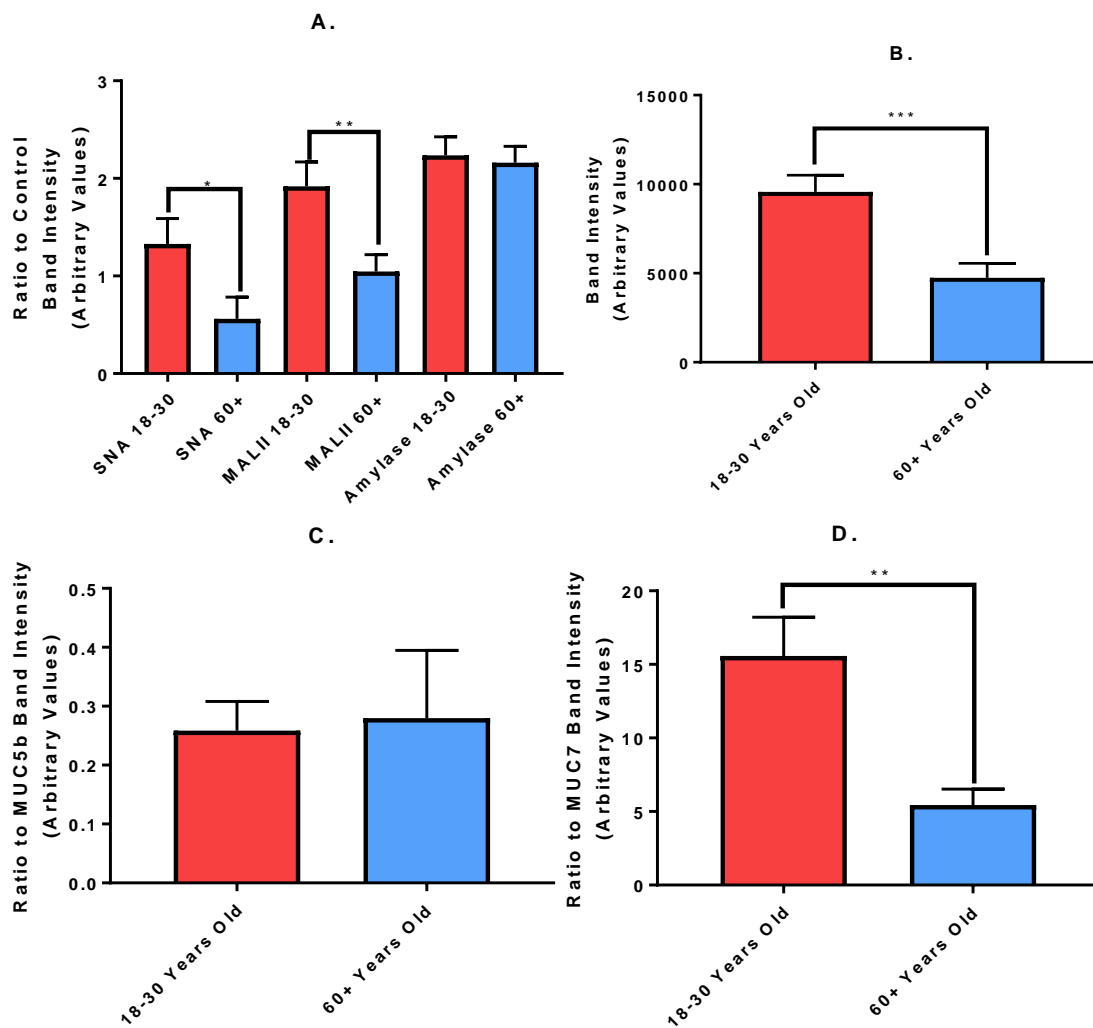 A.
Ratio to Control
Band Intensity
(Arbitrary Values)
3
2
1
0
*
**
SNA 18-30
SNA 60+
MALII 18-30
MALII 60+
Amylase 18-30
Amylase 60+
B.
Band Intensity
(Arbitrary Values)
15000
10000
5000
0
***
18-30 Years Old
60+ Years Old
C.
Ratio to MUC5b Band Intensity
(Arbitrary Values)
0.5
0.4
0.3
0.2
0.1
0.0
18-30 Years Old
60+ Years Old
D.
Ratio to MUC7 Band Intensity
(Arbitrary Values)
20
15
10
5
0
**
18-30 Years Old
60+ Years Old